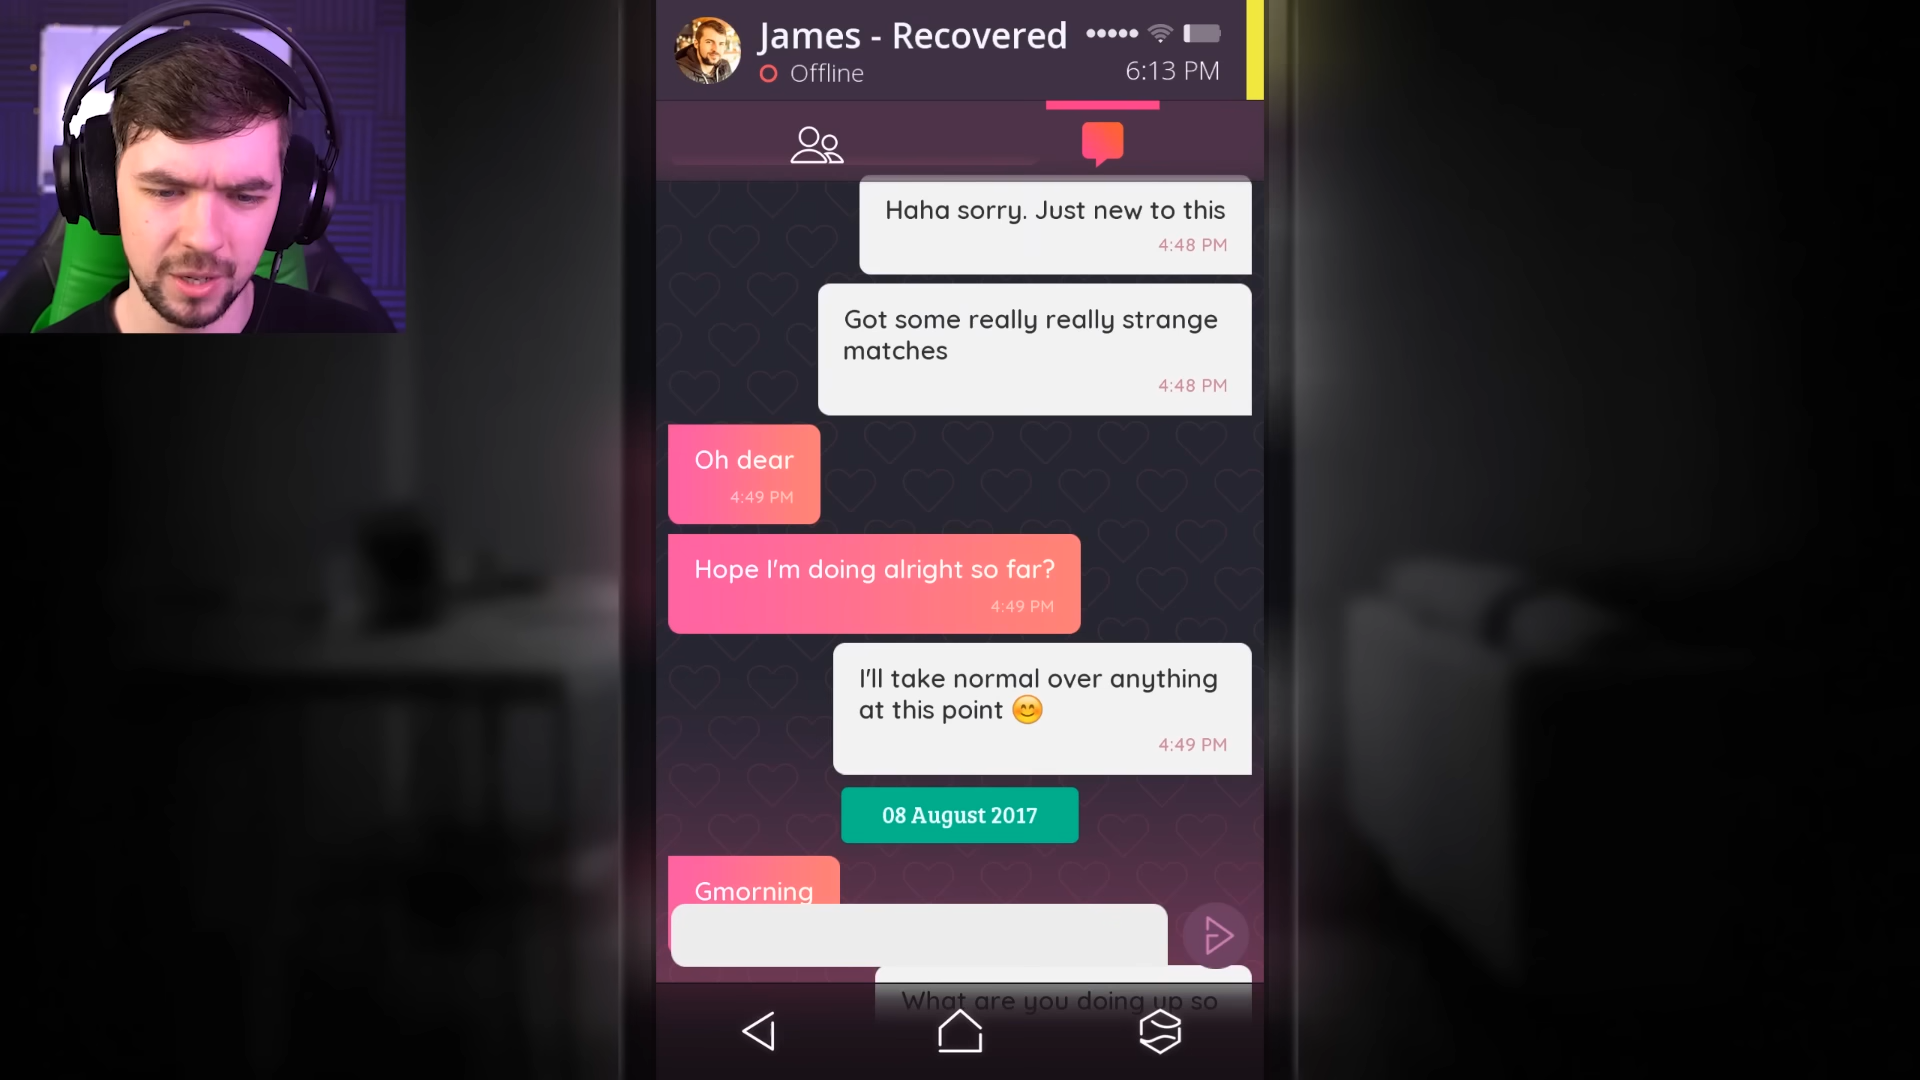 James - Recovered
Offline
6:13 PM
Haha sorry. Just new to this
4:48 PM
Got some really really strange
matches
4:48 PM
Oh dear
4:49 PM
Hope I'm doing alright so far?
4:49 PM
I'll take normal over anything
at this point 😊
4:49 PM
08 August 2017
Gmorning
What are you doing up so